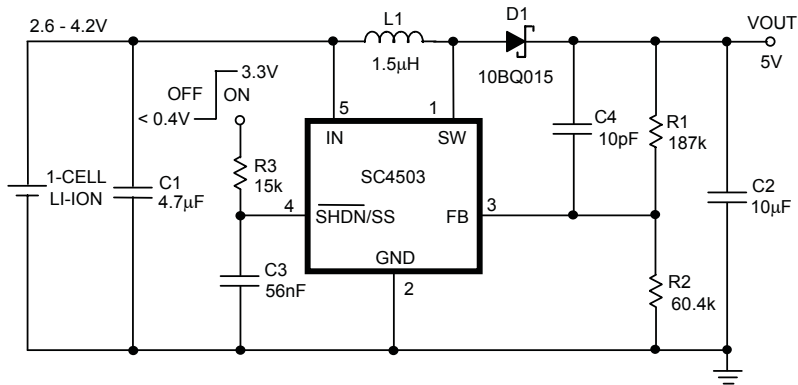 2.6 - 4.2V
L1
1.5µH
D1
10BQ015
VOUT
5V
OFF
ON
3.3V
< 0.4V
5
1
IN
SW
C4
10pF
R1
187k
R3
15k
SC4503
1-CELL
LI-ION
C1
4.7µF
C2
10µF
4
SHDN/SS
FB
3
GND
2
C3
56nF
R2
60.4k